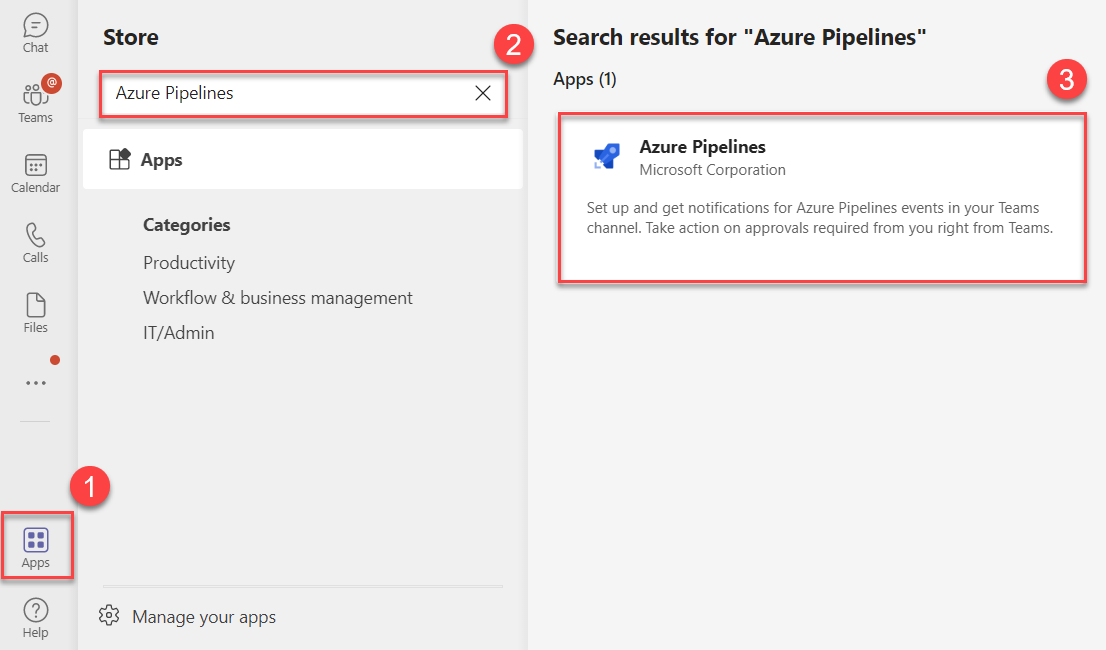 Chat
@
Teams
Calendar
Calls
Files
1
Apps
Help
Store
2
Azure Pipelines
Apps
Categories
Productivity
Workflow & business management
IT/Admin
Manage your apps
Search results for "Azure Pipelines"
Apps (1)
3
Azure Pipelines
Microsoft Corporation
Set up and get notifications for Azure Pipelines events in your Teams
channel. Take action on approvals required from you right from Teams.